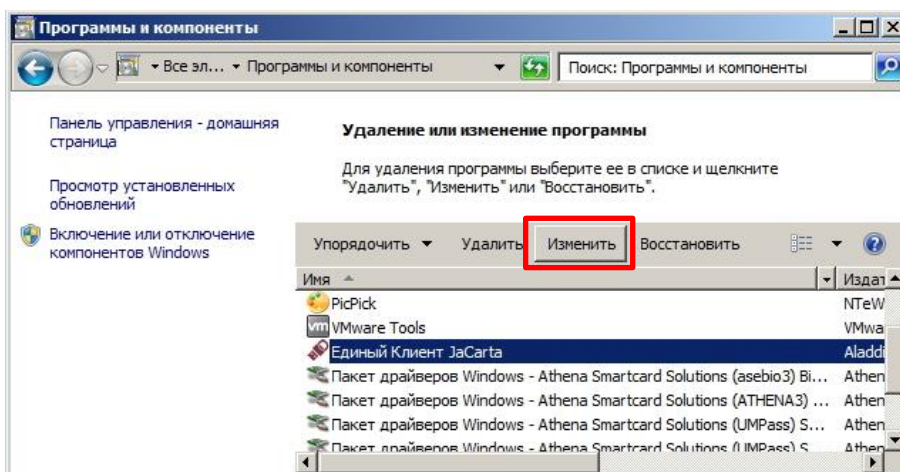 Программы и компоненты
Все эл... Программы и компоненты
Поиск: Программы и компоненты
Панель управления - домашняя
страница
Просмотр установленных
обновлений
Включение или отключение
компонентов Windows
Удаление или изменение программы
Для удаления программы выберите ее в списке и щелкните
"Удалить", "Изменить" или "Восстановить".
Упорядочить Удалить Изменить Восстановить
Имя Издат
PicPick NTeW
vm VMware Tools VMwa
Единый Клиент JaCarta Aladdi
Пакет драйверов Windows - Athena Smartcard Solutions (asebio3) Bi... Athen
Пакет драйверов Windows - Athena Smartcard Solutions (ATHENA3) ... Athen
Пакет драйверов Windows - Athena Smartcard Solutions (UMPass) S... Athen
Пакет драйверов Windows - Athena Smartcard Solutions (UMPass) S Athen